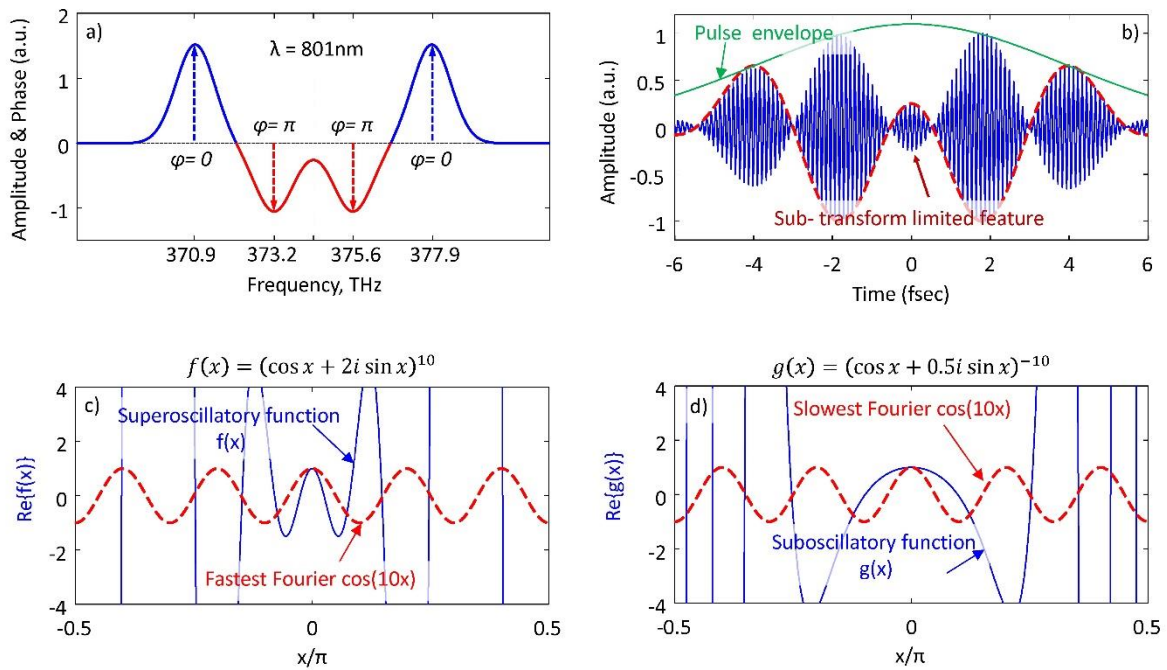 a)
λ = 801nm
Amplitude & Phase (a.u.)
2
1
0
-1
φ= 0
φ= π
φ= π
φ= 0
370.9 373.2 375.6 377.9
Frequency, THz
b)
Pulse envelope
Amplitude (a.u.)
1
0.5
0
-0.5
-1
Sub- transform limited feature
-6 -4 -2 0 2 4 6
Time (fsec)
f(x) = (cos x + 2i sin x)¹⁰
c)
Re{f(x)}
4
2
0
-2
-4
Superoscillatory function
f(x)
Fastest Fourier cos(10x)
-0.5 0 0.5
x/π
g(x) = (cos x + 0.5i sin x)⁻¹⁰
d)
Re{g(x)}
4
2
0
-2
-4
Slowest Fourier cos(10x)
Suboscillatory function
g(x)
-0.5 0 0.5
x/π